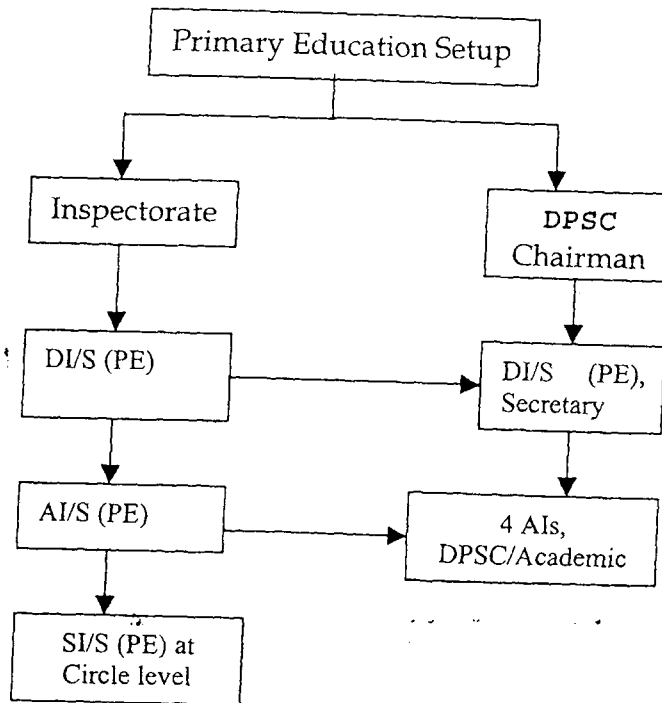 Primary Education Setup
Inspectorate
DPSC
Chairman
DI/S (PE)
DI/S (PE),
Secretary
AI/S (PE)
4 AIs,
DPSC/Academic
SI/S (PE) at
Circle level